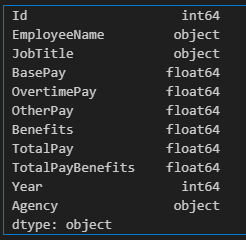 Id int64
EmployeeName object
JobTitle object
BasePay float64
OvertimePay float64
OtherPay float64
Benefits float64
TotalPay float64
TotalPayBenefits float64
Year int64
Agency object
dtype: object